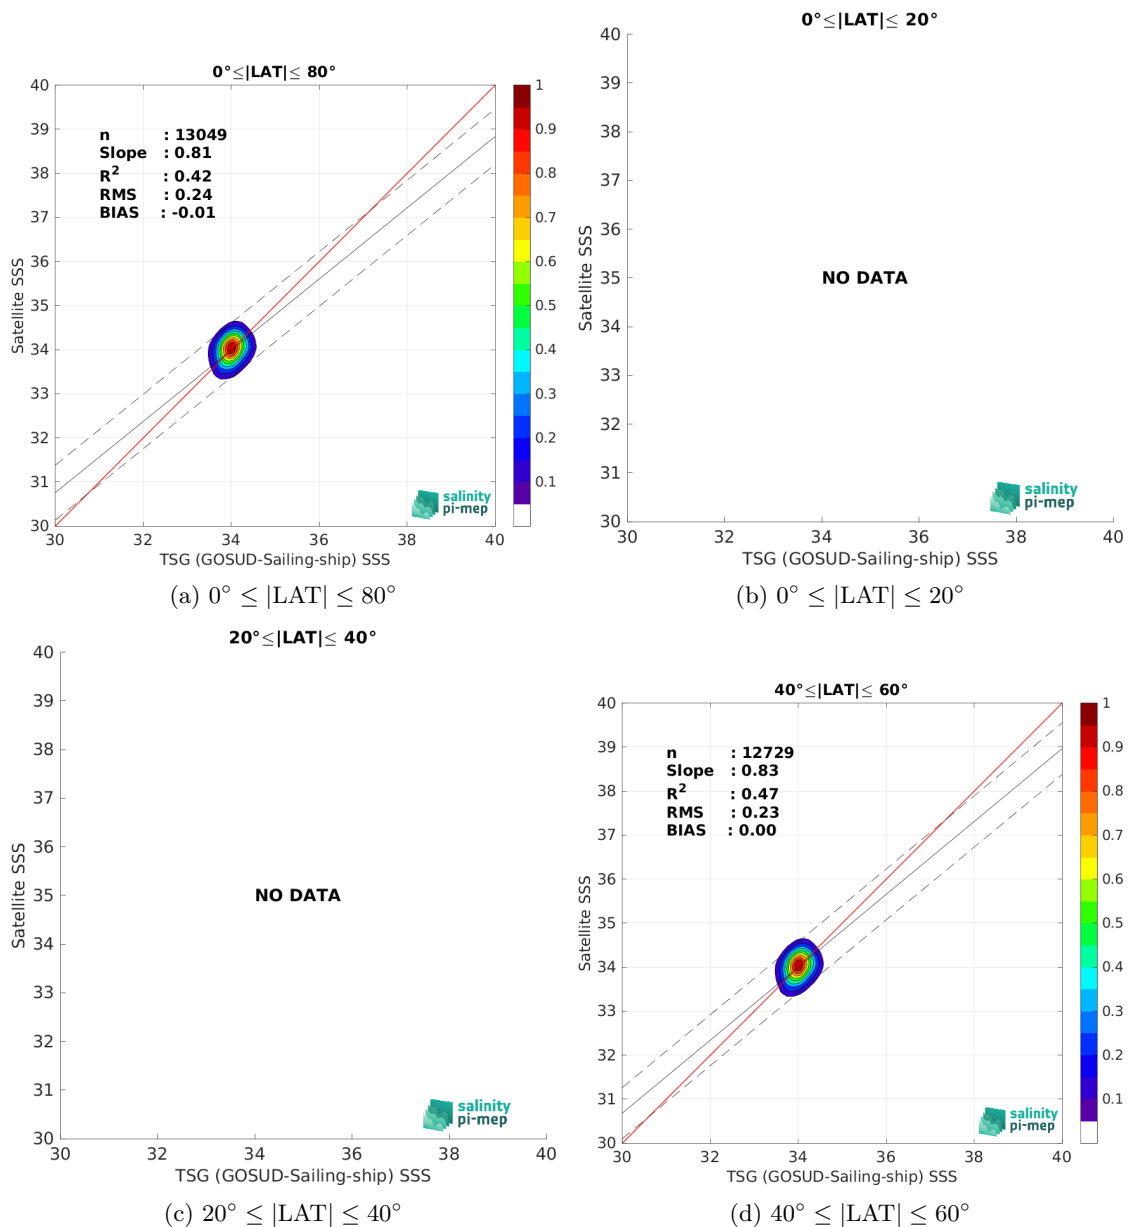 0°≤|LAT|≤ 80°
40
39
38
37
36
35
34
33
32
31
30
Satellite SSS
n : 13049
Slope : 0.81
R2 : 0.42
RMS : 0.24
BIAS : -0.01
salinity
pi-mep
30 32 34 36 38 40
TSG (GOSUD-Sailing-ship) SSS
1
0.9
0.8
0.7
0.6
0.5
0.4
0.3
0.2
0.1
(a) 0° ≤ |LAT| ≤ 80°
0°≤|LAT|≤ 20°
40
39
38
37
36
35
34
33
32
31
30
Satellite SSS
NO DATA
salinity
pi-mep
30 32 34 36 38 40
TSG (GOSUD-Sailing-ship) SSS
(b) 0° ≤ |LAT| ≤ 20°
20°≤|LAT|≤ 40°
40
39
38
37
36
35
34
33
32
31
30
Satellite SSS
NO DATA
salinity
pi-mep
30 32 34 36 38 40
TSG (GOSUD-Sailing-ship) SSS
(c) 20° ≤ |LAT| ≤ 40°
40°≤|LAT|≤ 60°
40
39
38
37
36
35
34
33
32
31
30
Satellite SSS
n : 12729
Slope : 0.83
R2 : 0.47
RMS : 0.23
BIAS : 0.00
salinity
pi-mep
30 32 34 36 38 40
TSG (GOSUD-Sailing-ship) SSS
1
0.9
0.8
0.7
0.6
0.5
0.4
0.3
0.2
0.1
(d) 40° ≤ |LAT| ≤ 60°